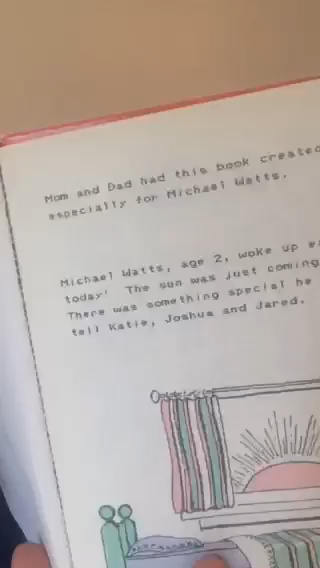 Mom and Dad had this book created
especially for Michael Watts.
Michael Watts, age 2, woke up
today! The sun was just coming
There was something special he
tell Katie, Joshua and Jared.